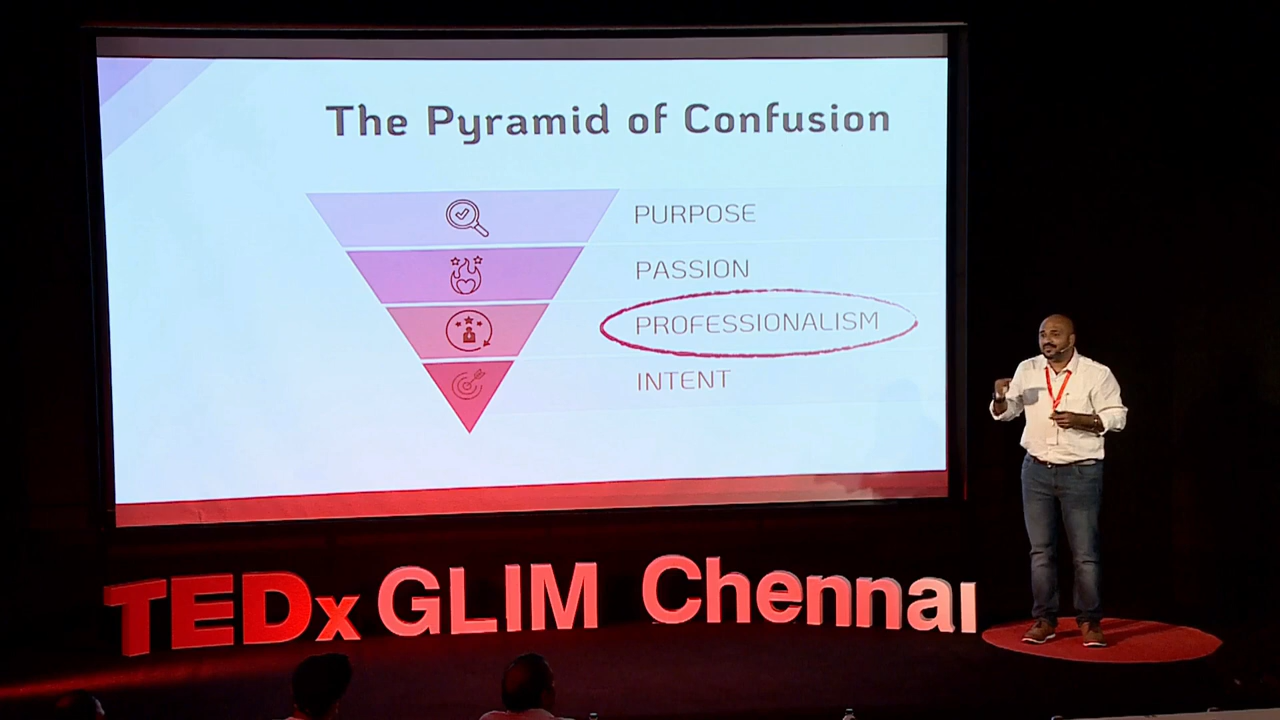 The Pyramid of Confusion
PURPOSE
PASSION
PROFESSIONALISM
INTENT
TEDx GLIM Chennai